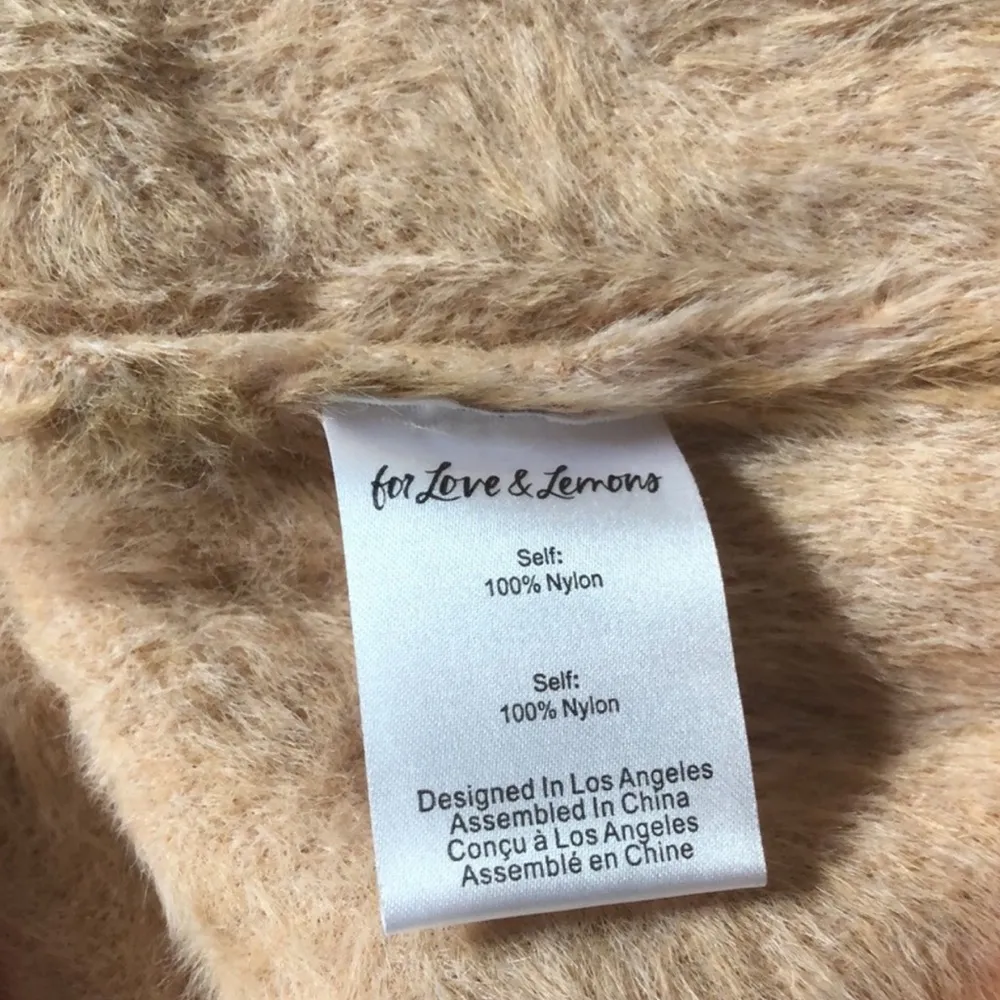 for Love & Lemons
Self:
100% Nylon
Self:
100% Nylon
Designed In Los Angeles
Assembled In China
Conçu à Los Angeles
Assemblé en Chine